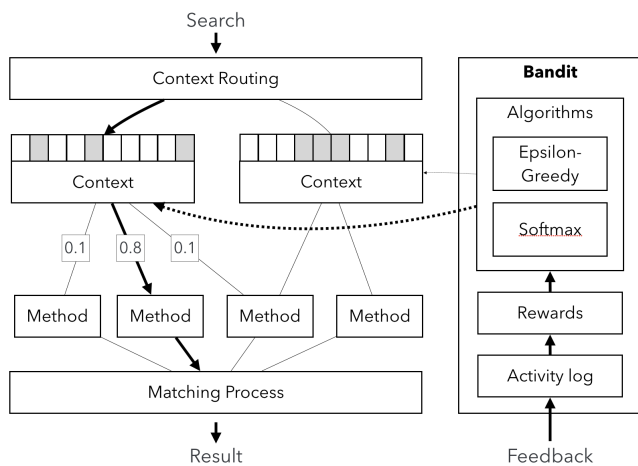 Search
Context Routing
Context
Context
0.1
0.8
0.1
Method
Method
Method
Method
Matching Process
Result
Bandit
Algorithms
Epsilon-
Greedy
Softmax
Rewards
Activity log
Feedback